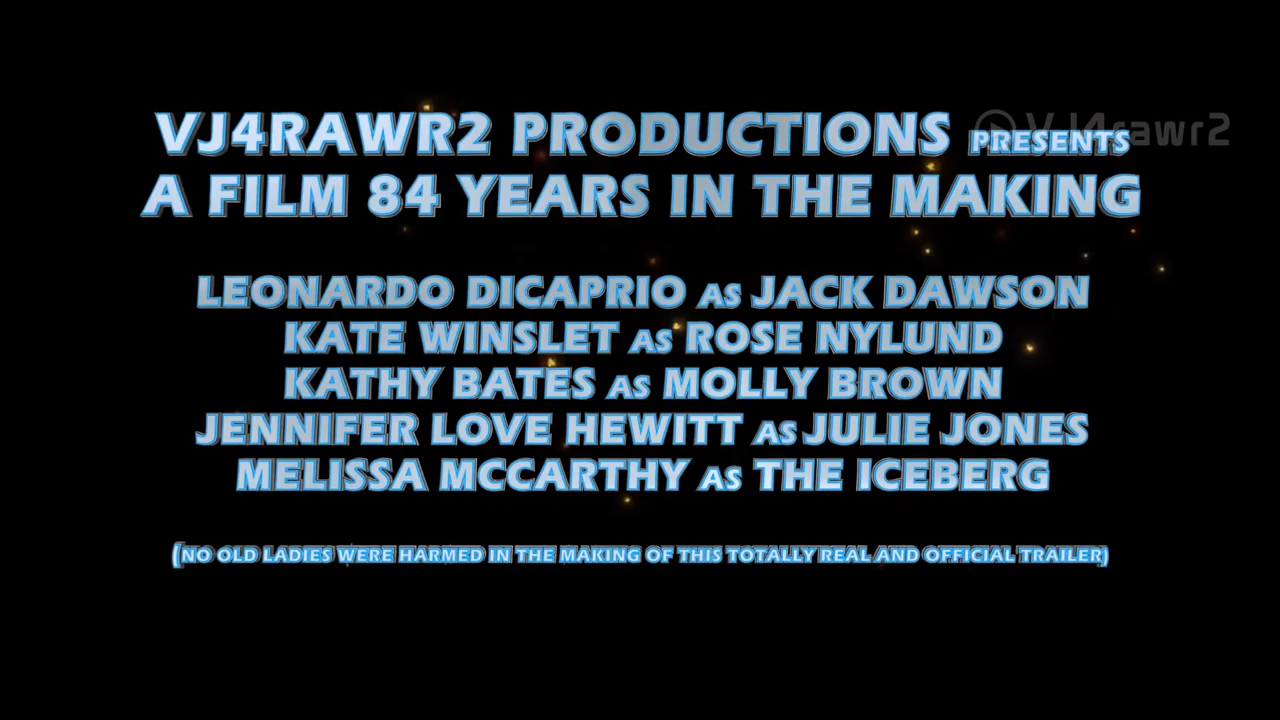 VJ4RAWR2 PRODUCTIONS PRESENTS
VJ4rawr2
A FILM 84 YEARS IN THE MAKING
LEONARDO DICAPRIO AS JACK DAWSON
KATE WINSLET AS ROSE NYLUND
KATHY BATES AS MOLLY BROWN
JENNIFER LOVE HEWITT AS JULIE JONES
MELISSA MCCARTHY AS THE ICEBERG
(NO OLD LADIES WERE HARMED IN THE MAKING OF THIS TOTALLY REAL AND OFFICIAL TRAILER)